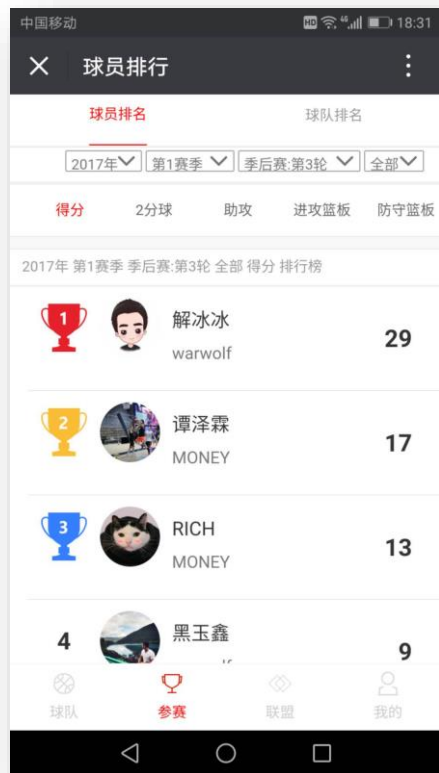 中国移动 HD 46 18:31
球员排行
球员排名 球队排名
2017年 第1赛季 季后赛:第3轮 全部
得分 2分球 助攻 进攻篮板 防守篮板
2017年 第1赛季 季后赛:第3轮 全部 得分 排行榜
1 解冰冰 29
warwolf
2 谭泽霖 17
MONEY
3 RICH 13
MONEY
4 黑玉鑫 9
球队 参赛 联盟 我的